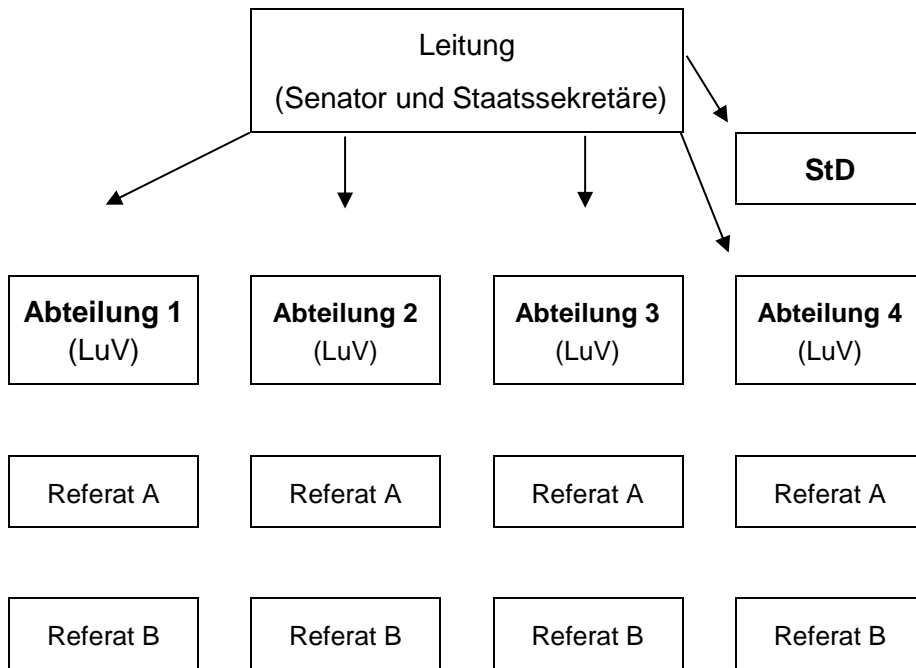 Leitung
(Senator und Staatssekretäre)
StD
Abteilung 1
(LuV)
Abteilung 2
(LuV)
Abteilung 3
(LuV)
Abteilung 4
(LuV)
Referat A
Referat A
Referat A
Referat A
Referat B
Referat B
Referat B
Referat B